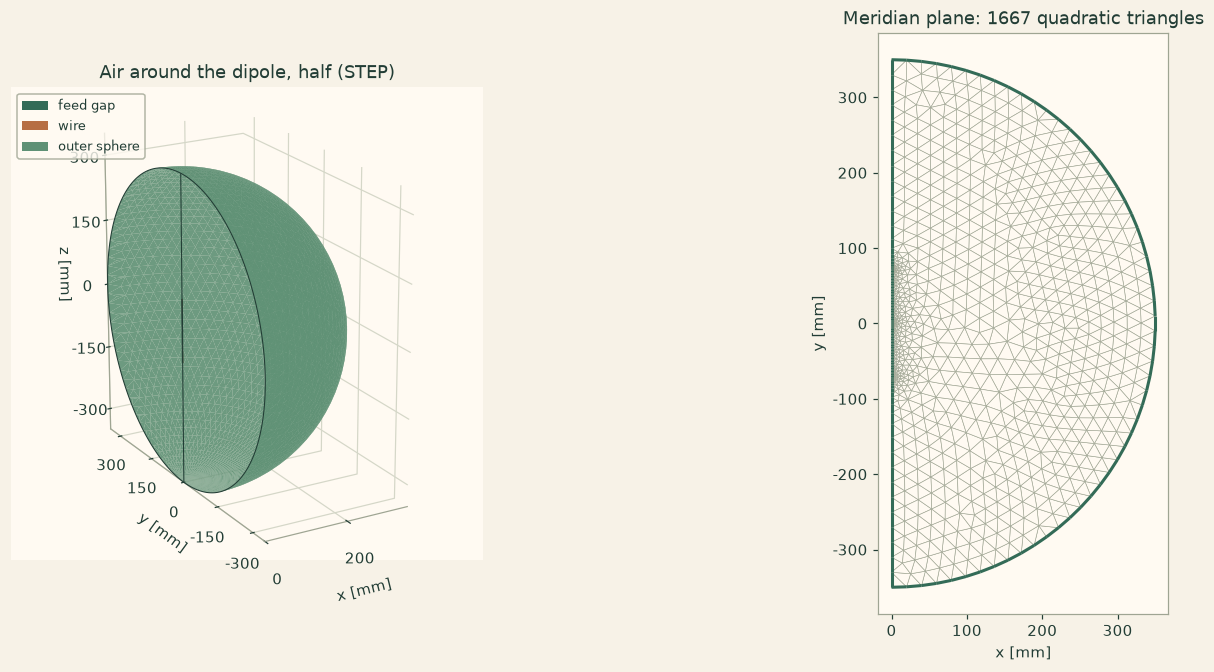 Air around the dipole, half (STEP)
feed gap
wire
outer sphere
300
150
0
-150
-300
z [mm]
300
150
0
-150
-300
y [mm]
0
200
x [mm]
Meridian plane: 1667 quadratic triangles
300
200
100
0
-100
-200
-300
y [mm]
0
100
200
300
x [mm]